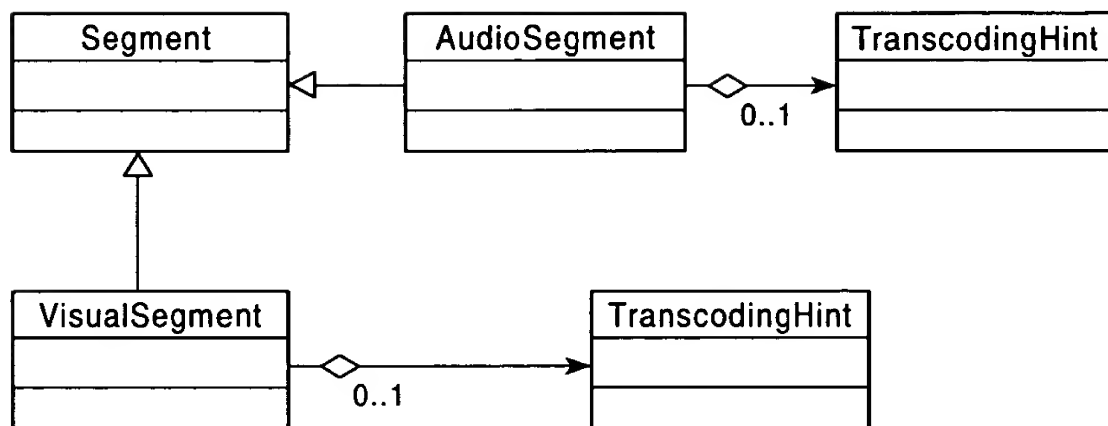 Segment
AudioSegment
TranscodingHint
0..1
VisualSegment
TranscodingHint
0..1